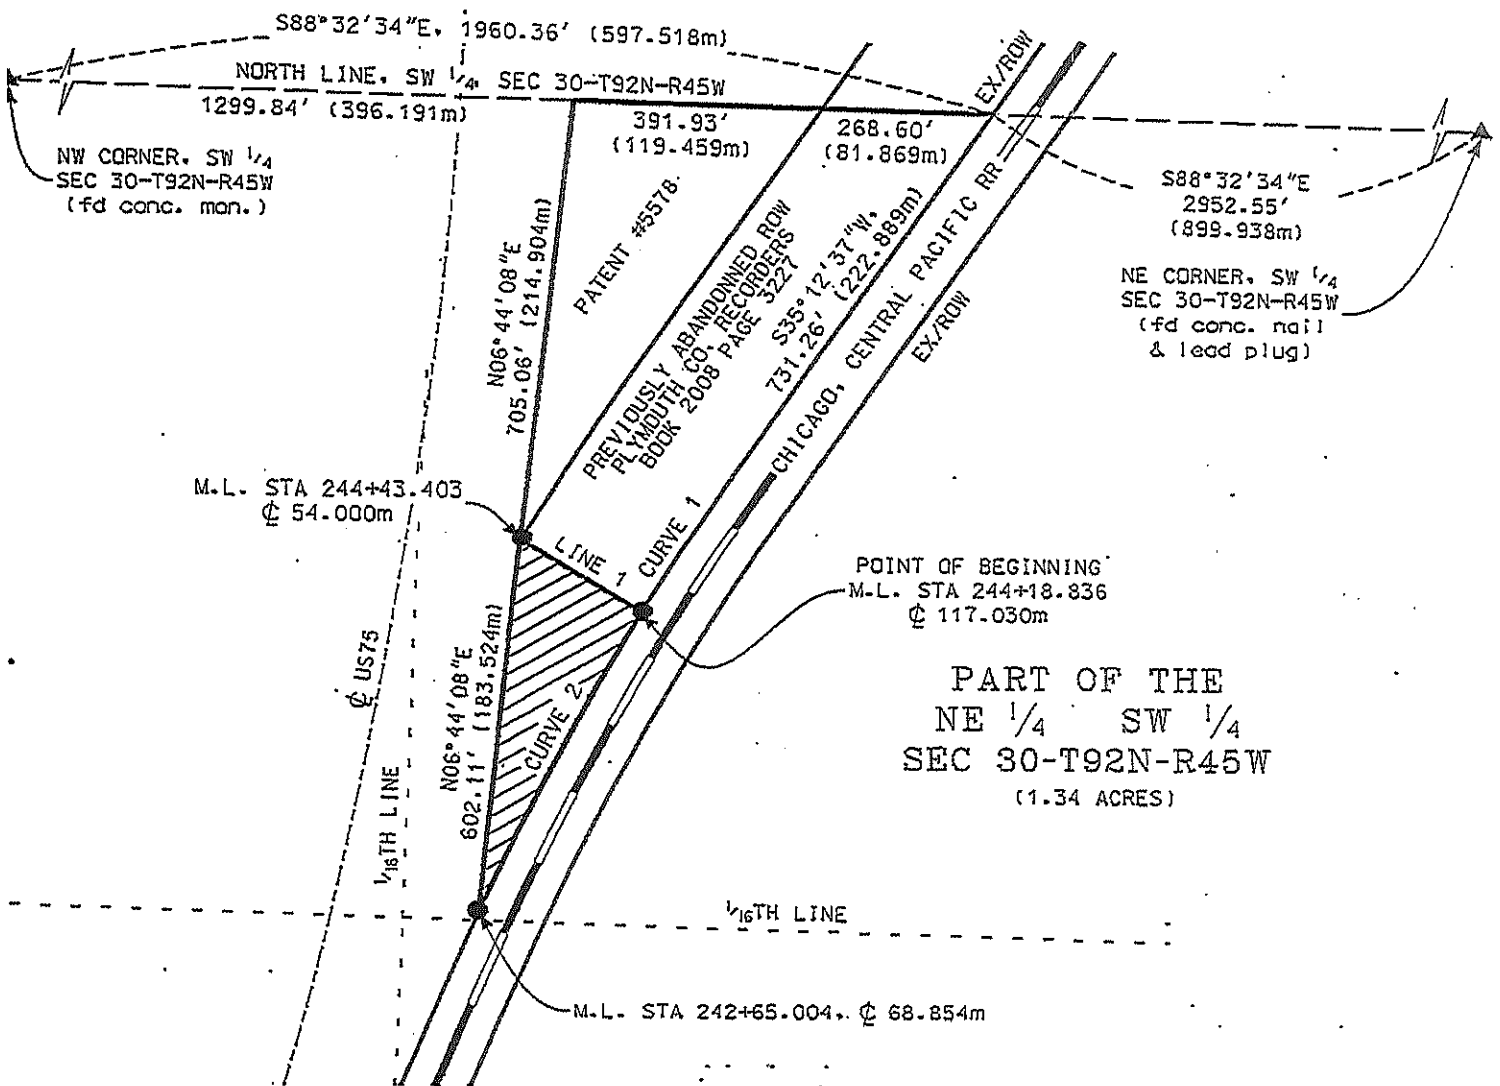 S88°32'34"E, 1960.36' (597.518m)
NORTH LINE, SW 1/4, SEC 30-T92N-R45W
1299.84' (396.191m)
391.93'
(119.459m)
268.60'
(81.869m)
EX/ROW
NW CORNER, SW 1/4
SEC 30-T92N-R45W
(fd conc. mon.)
S88°32'34"E
2952.55'
(899.938m)
NE CORNER, SW 1/4
SEC 30-T92N-R45W
(fd conc. nail
& lead plug)
N06°44'08"E
705.06' (214.904m)
PATENT #5578
PREVIOUSLY ABANDONNED ROW
PLYMOUTH CO. RECORDERS
BOOK 2008 PAGE 3227
S35°12'37"W,
731.26' (222.889m)
CHICAGO, CENTRAL PACIFIC RR
EX/ROW
M.L. STA 244+43.403
℄ 54.000m
LINE 1
CURVE 1
POINT OF BEGINNING
M.L. STA 244+18.836
℄ 117.030m
℄ US75
N06°44'08"E
602.11' (183.524m)
CURVE 2
PART OF THE
NE 1/4 SW 1/4
SEC 30-T92N-R45W
(1.34 ACRES)
1/16TH LINE
1/16TH LINE
M.L. STA 242+65.004, ℄ 68.854m